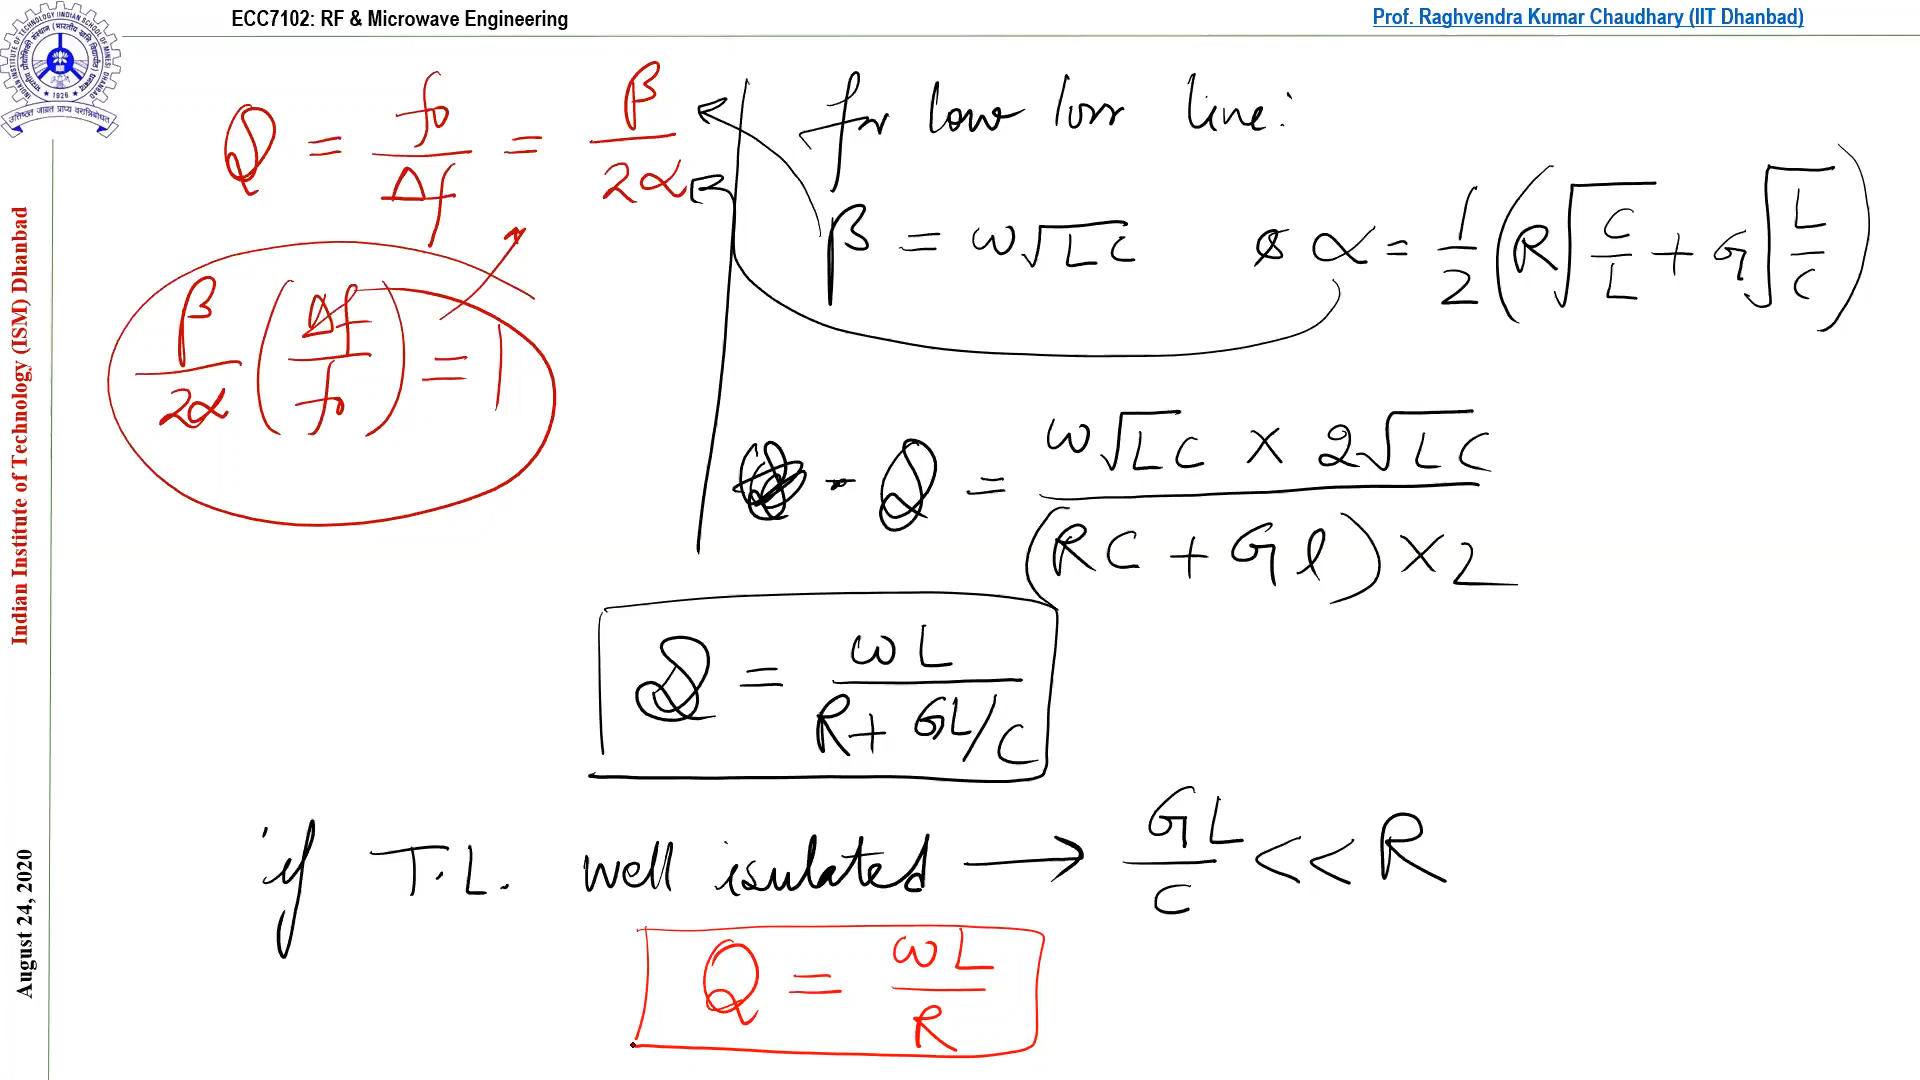 ECC7102: RF & Microwave Engineering
Prof. Raghvendra Kumar Chaudhary (IIT Dhanbad)
Indian Institute of Technology (ISM) Dhanbad
August 24, 2020
1926
Q = f₀/Δf = β/2α
β/2α (Δf/f₀) = 1
for low loss line:
β = ω√LC & α = 1/2 (R√C/L + G√L/C)
Q = ω√LC × 2√LC / (RC + Gl) × 2
Q = ωL / R + GL/C
if T.L. well isulated → GL/C << R
Q = ωL/R